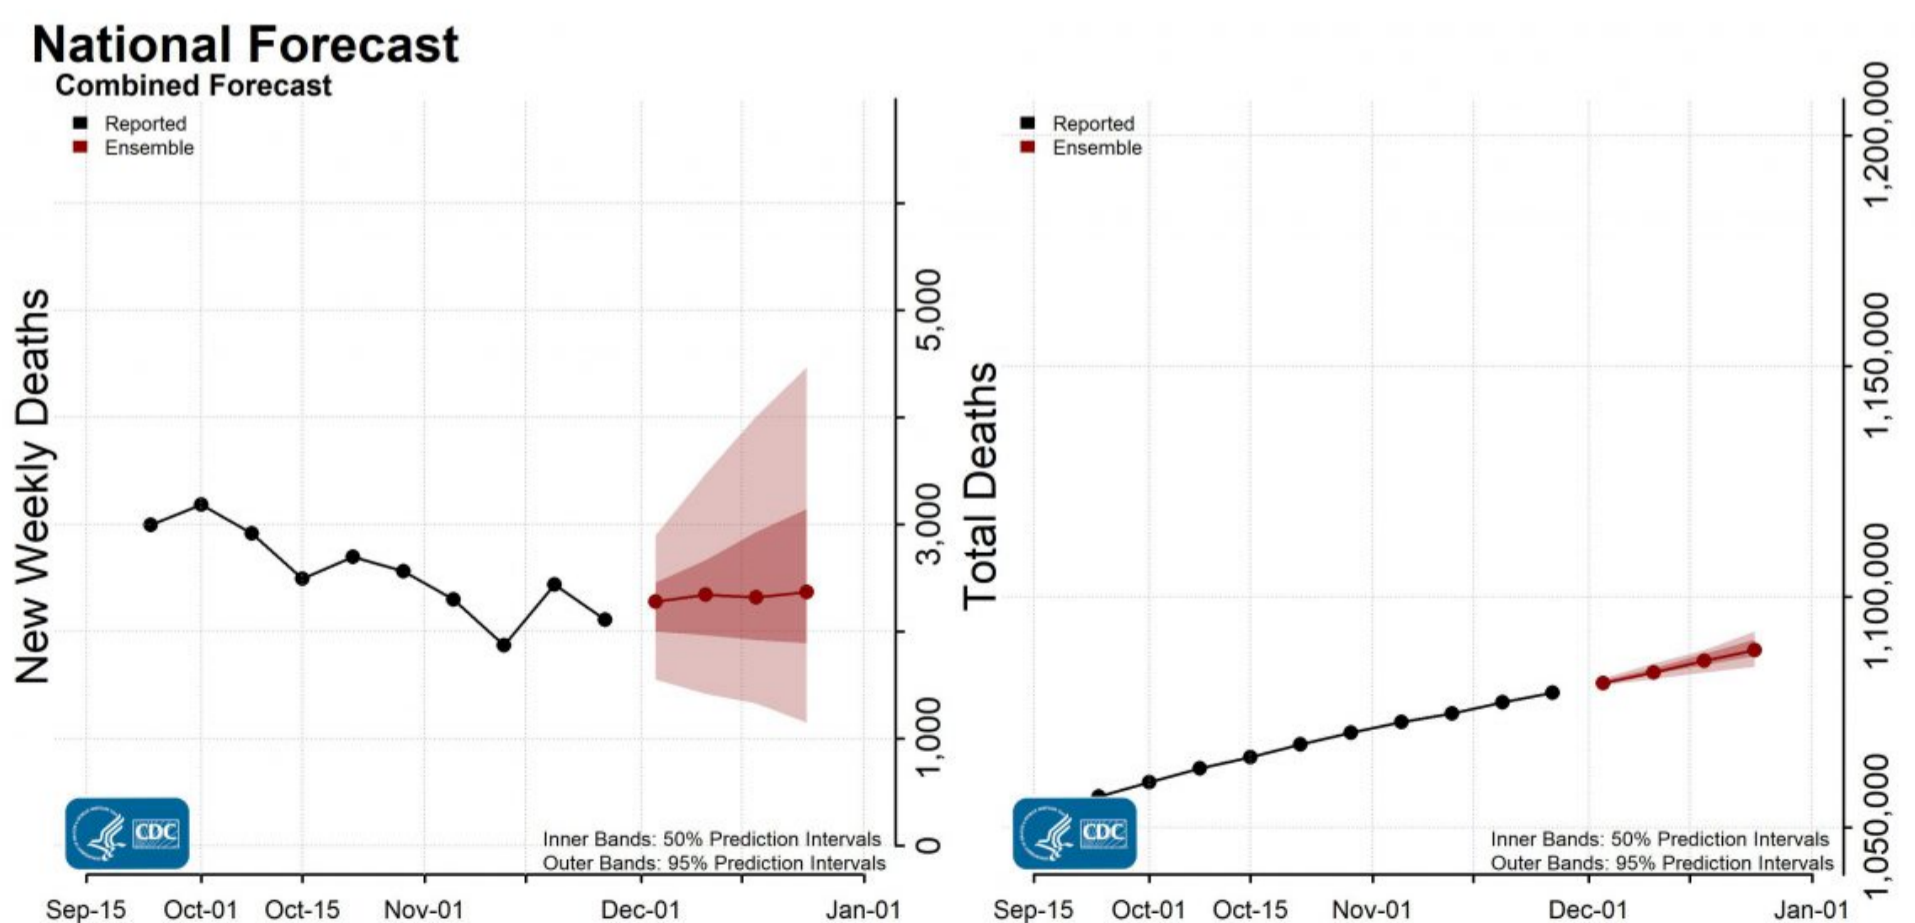 National Forecast
Combined Forecast
Reported
Ensemble
New Weekly Deaths
5,000
3,000
1,000
0
CDC
Inner Bands: 50% Prediction Intervals
Outer Bands: 95% Prediction Intervals
Sep-15 Oct-01 Oct-15 Nov-01 Dec-01 Jan-01
Reported
Ensemble
Total Deaths
1,200,000
1,150,000
1,100,000
1,050,000
CDC
Inner Bands: 50% Prediction Intervals
Outer Bands: 95% Prediction Intervals
Sep-15 Oct-01 Oct-15 Nov-01 Dec-01 Jan-01